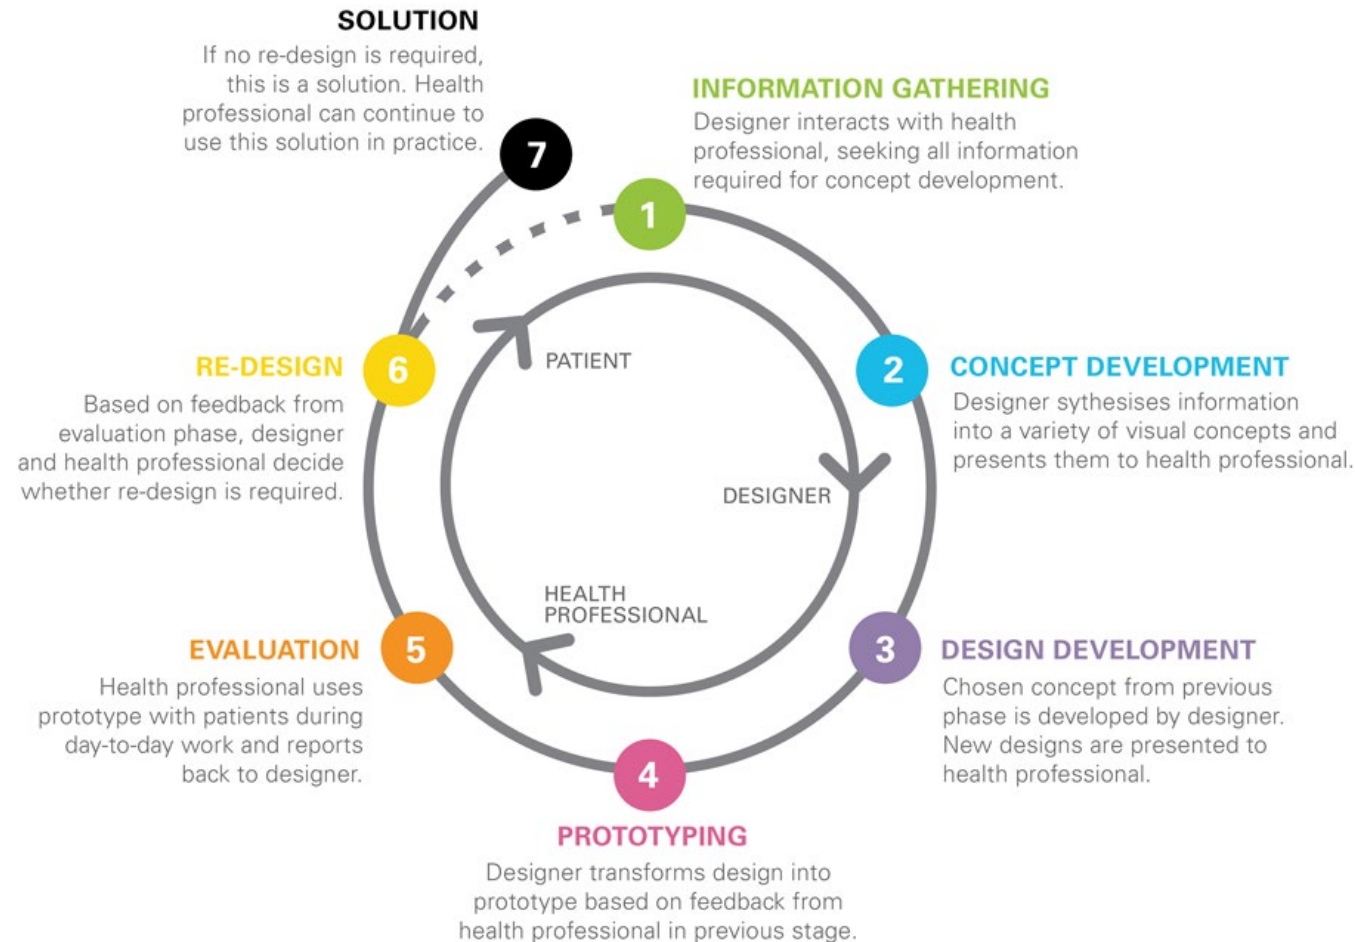 SOLUTION
If no re-design is required,
this is a solution. Health
professional can continue to
use this solution in practice.
7
INFORMATION GATHERING
Designer interacts with health
professional, seeking all information
required for concept development.
1
2
CONCEPT DEVELOPMENT
Designer sythesises information
into a variety of visual concepts and
presents them to health professional.
3
DESIGN DEVELOPMENT
Chosen concept from previous
phase is developed by designer.
New designs are presented to
health professional.
4
PROTOTYPING
Designer transforms design into
prototype based on feedback from
health professional in previous stage.
5
EVALUATION
Health professional uses
prototype with patients during
day-to-day work and reports
back to designer.
6
RE-DESIGN
Based on feedback from
evaluation phase, designer
and health professional decide
whether re-design is required.
PATIENT
DESIGNER
HEALTH
PROFESSIONAL